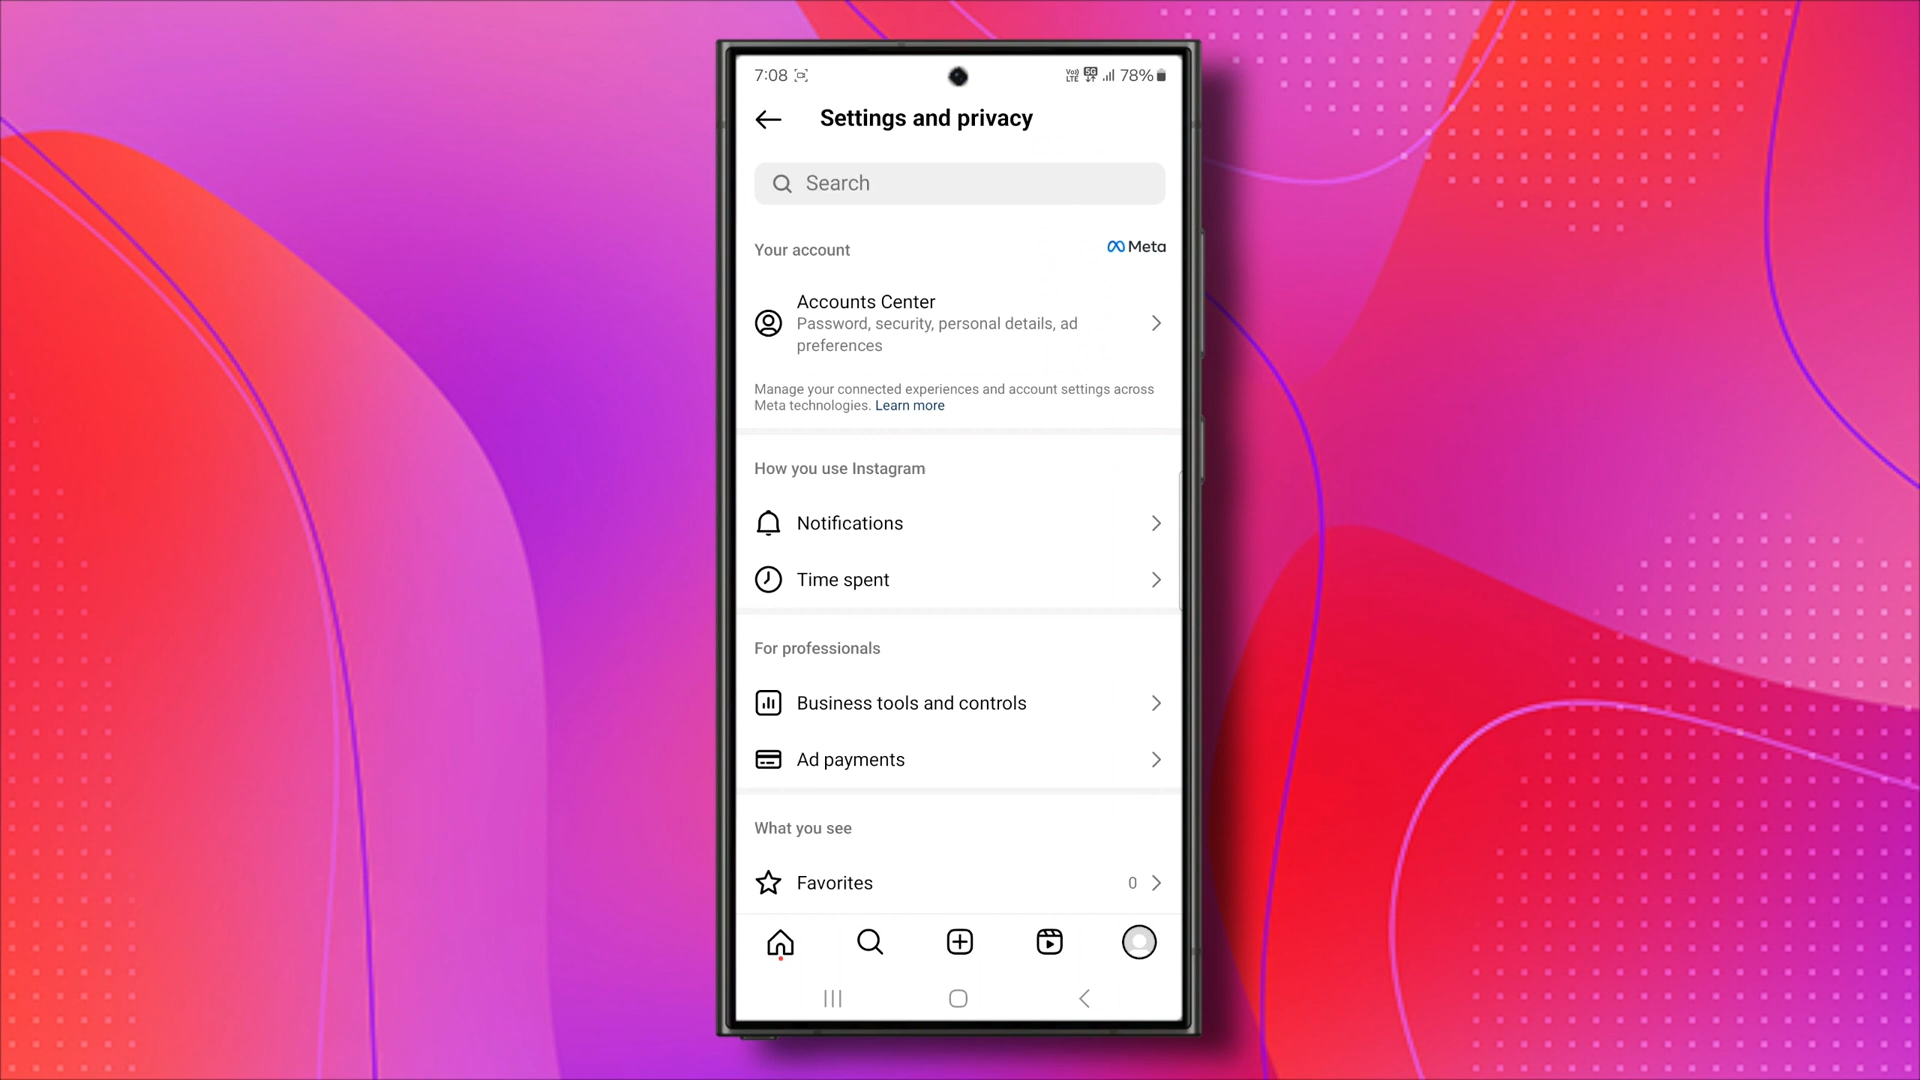 7:08 78%
Settings and privacy
Search
Your account Meta
Accounts Center
Password, security, personal details, ad
preferences
Manage your connected experiences and account settings across
Meta technologies. Learn more
How you use Instagram
Notifications
Time spent
For professionals
Business tools and controls
Ad payments
What you see
Favorites 0